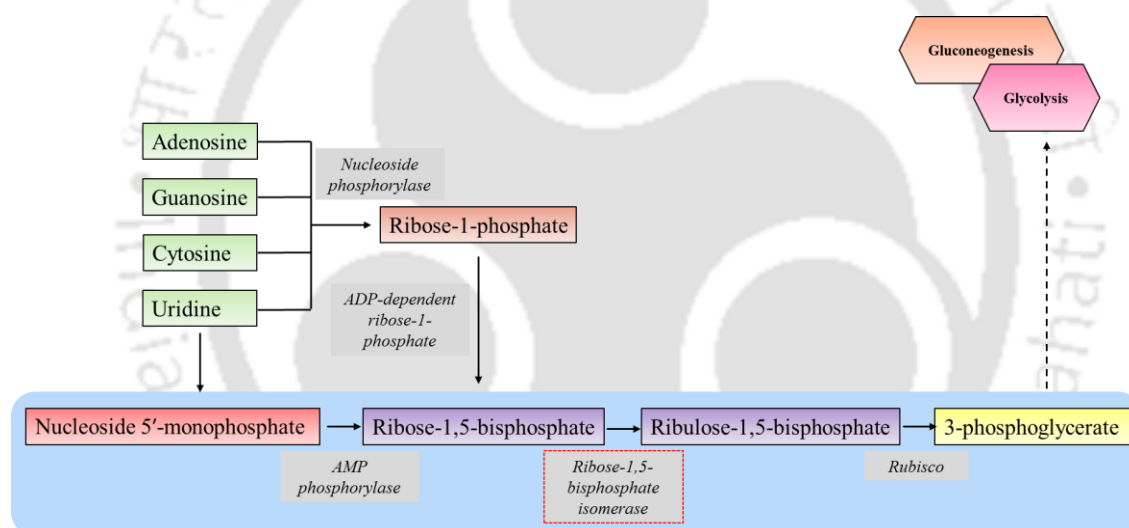 Gluconeogenesis
Glycolysis
Adenosine
Guanosine
Cytosine
Uridine
Nucleoside
phosphorylase
Ribose-1-phosphate
ADP-dependent
ribose-1-
phosphate
Nucleoside 5′-monophosphate
Ribose-1,5-bisphosphate
Ribulose-1,5-bisphosphate
3-phosphoglycerate
AMP
phosphorylase
Ribose-1,5-
bisphosphate
isomerase
Rubisco